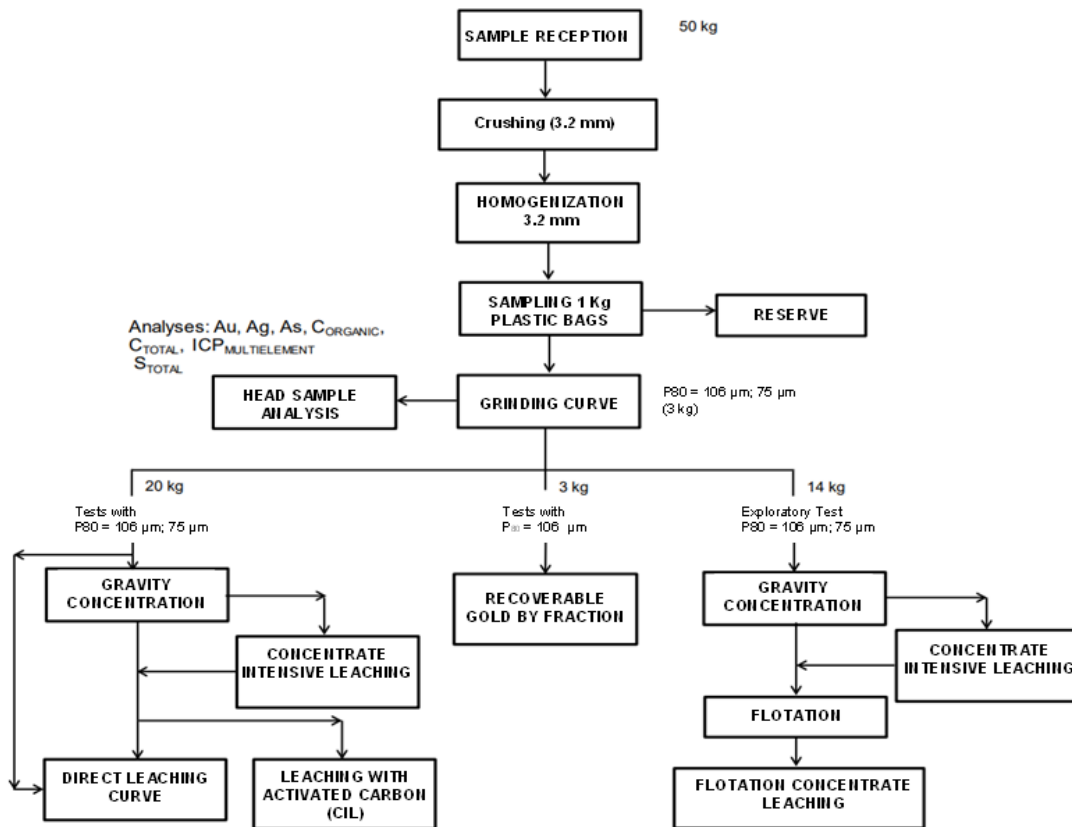 SAMPLE RECEPTION
50 kg
Crushing (3.2 mm)
HOMOGENIZATION
3.2 mm
SAMPLING 1 Kg
PLASTIC BAGS
RESERVE
Analyses: Au, Ag, As, CORGANIC,
CTOTAL, ICPMULTIELEMENT
STOTAL
HEAD SAMPLE
ANALYSIS
GRINDING CURVE
P80 = 106 µm; 75 µm
(3 kg)
20 kg
3 kg
14 kg
Tests with
P80 = 106 µm; 75 µm
Tests with
P = 106 µm
Exploratory Test
P80 = 106 µm; 75 µm
GRAVITY
CONCENTRATION
RECOVERABLE
GOLD BY FRACTION
GRAVITY
CONCENTRATION
CONCENTRATE
INTENSIVE LEACHING
CONCENTRATE
INTENSIVE LEACHING
FLOTATION
DIRECT LEACHING
CURVE
LEACHING WITH
ACTIVATED CARBON
(CIL)
FLOTATION CONCENTRATE
LEACHING